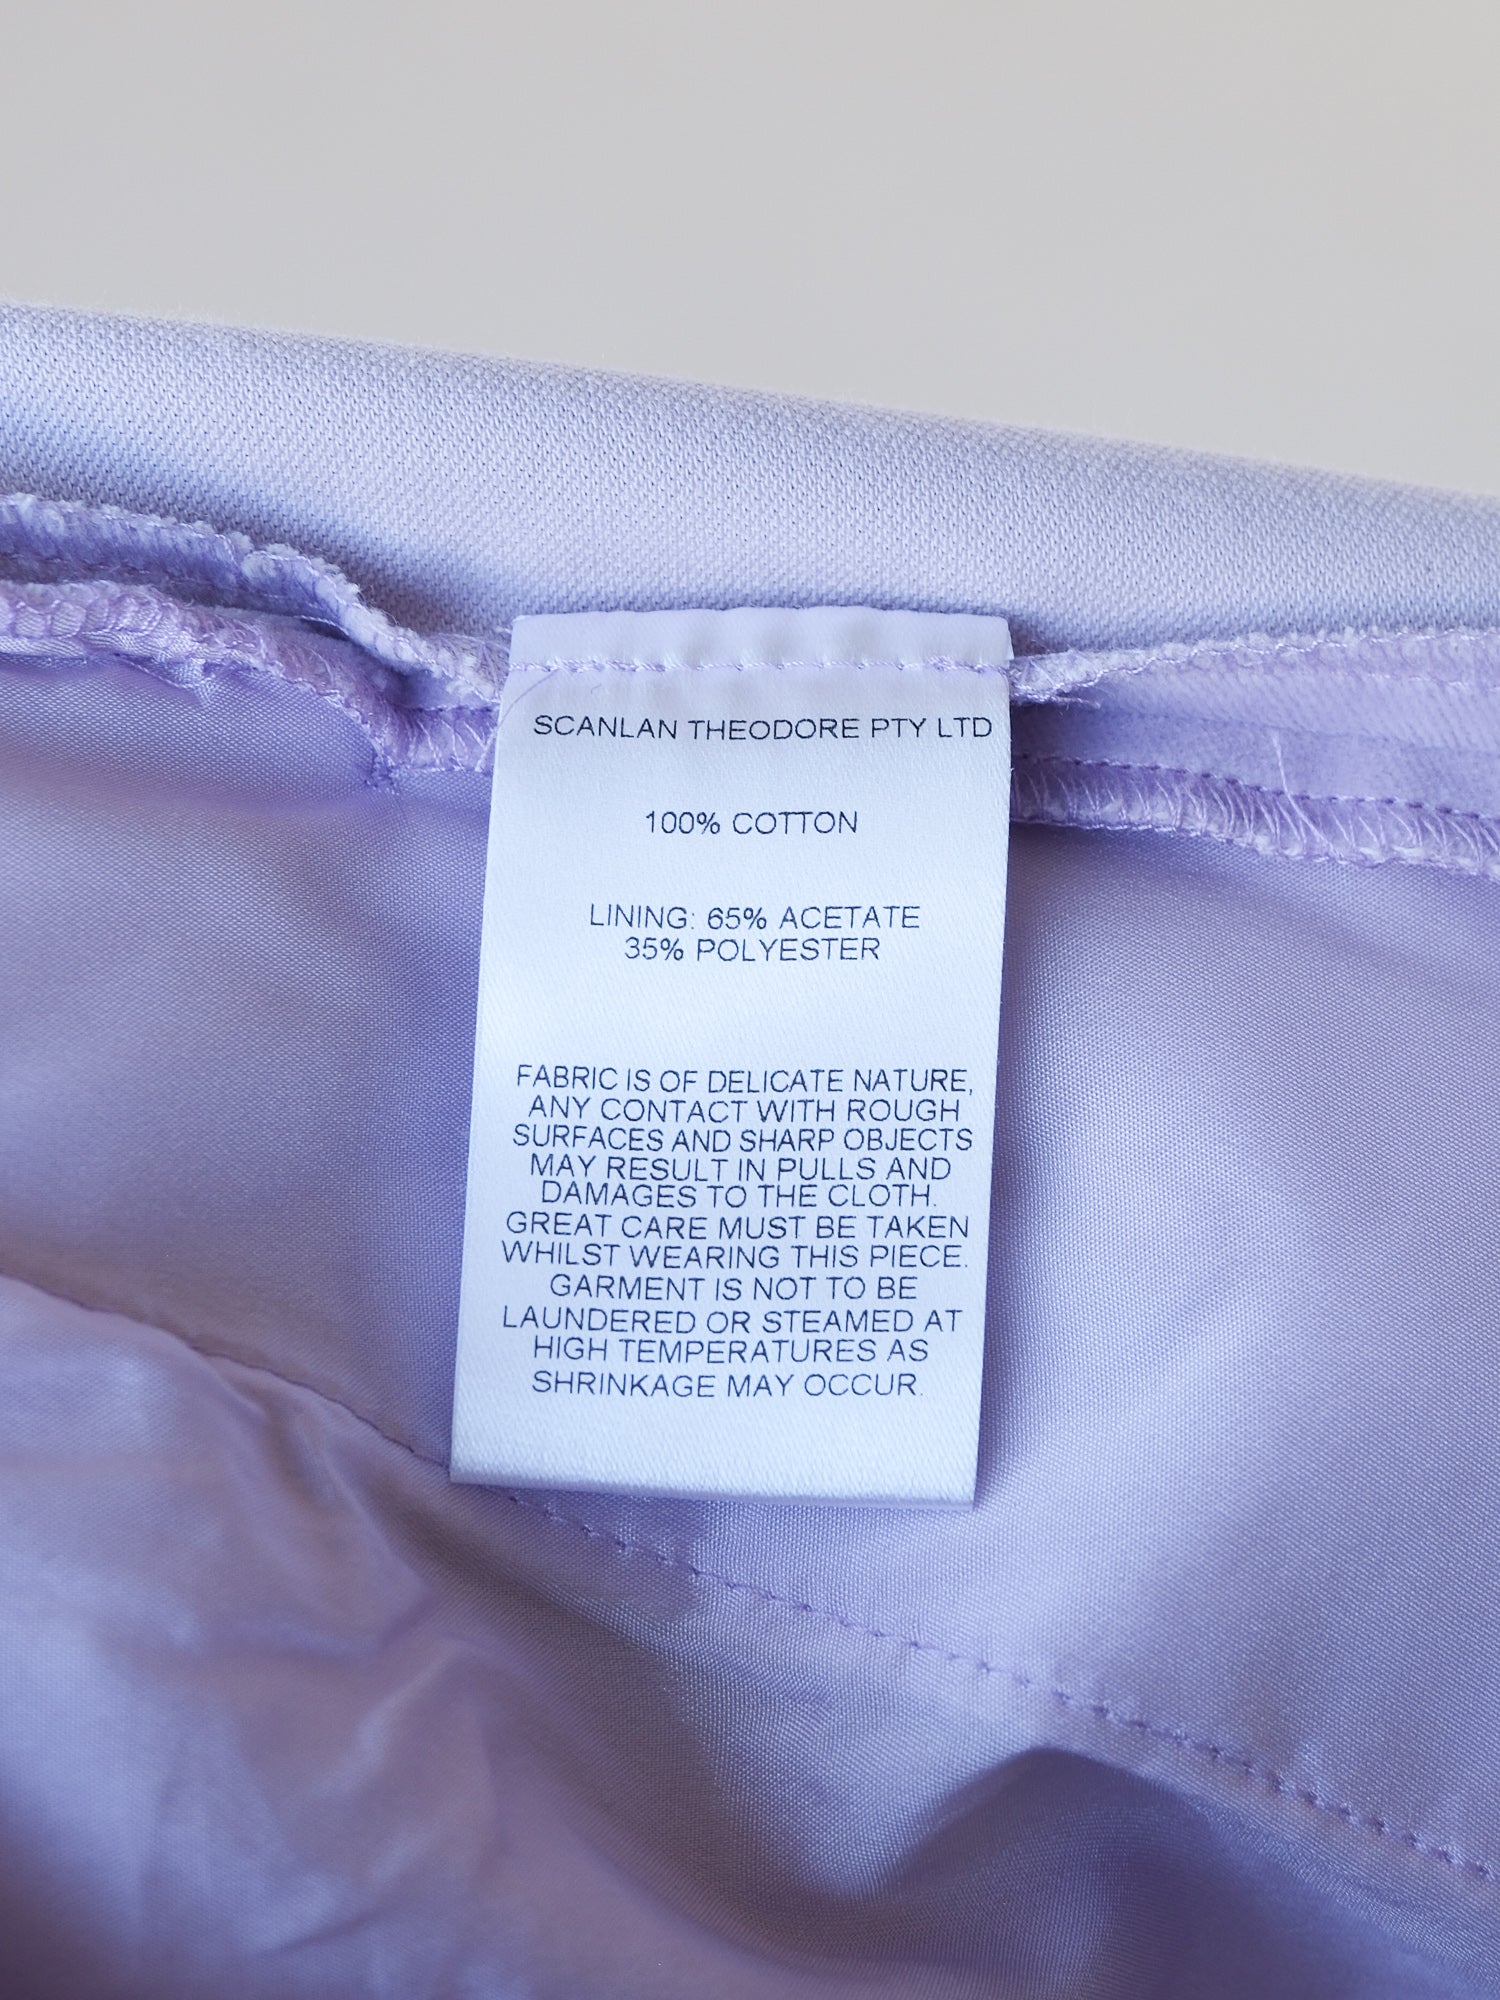 SCANLAN THEODORE PTY LTD
100% COTTON
LINING: 65% ACETATE
35% POLYESTER
FABRIC IS OF DELICATE NATURE,
ANY CONTACT WITH ROUGH
SURFACES AND SHARP OBJECTS
MAY RESULT IN PULLS AND
DAMAGES TO THE CLOTH.
GREAT CARE MUST BE TAKEN
WHILST WEARING THIS PIECE.
GARMENT IS NOT TO BE
LAUNDERED OR STEAMED AT
HIGH TEMPERATURES AS
SHRINKAGE MAY OCCUR.